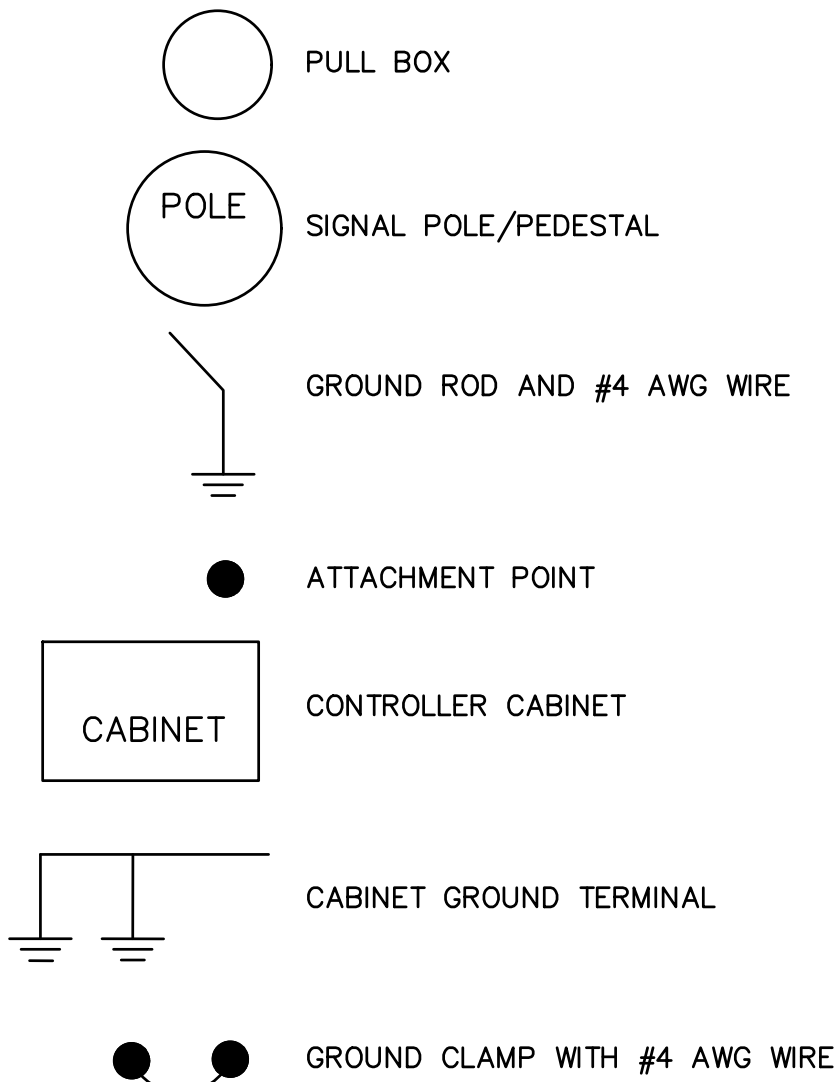 PULL BOX
POLE
SIGNAL POLE/PEDESTAL
GROUND ROD AND #4 AWG WIRE
ATTACHMENT POINT
CONTROLLER CABINET
CABINET
CABINET GROUND TERMINAL
GROUND CLAMP WITH #4 AWG WIRE